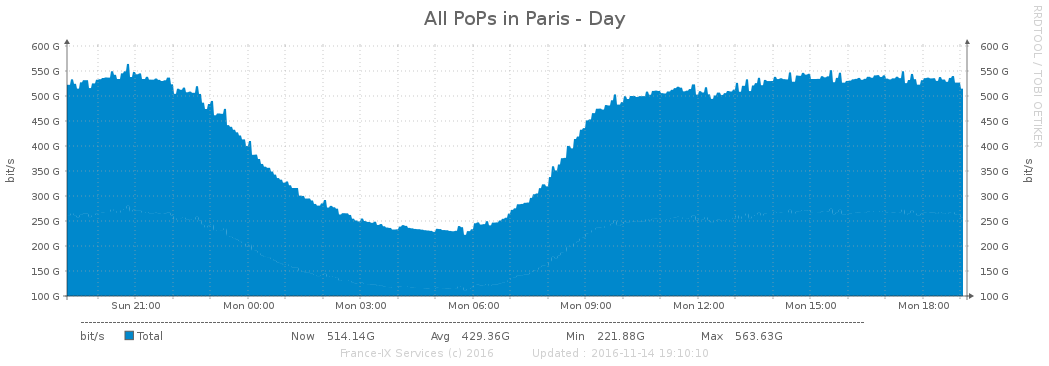 All PoPs in Paris - Day
RRDTOOL / TOBI OETIKER
600 G 600 G
550 G 550 G
500 G 500 G
450 G 450 G
400 G 400 G
350 G 350 G
300 G 300 G
250 G 250 G
200 G 200 G
150 G 150 G
100 G 100 G
bit/s bit/s
Sun 21:00 Mon 00:00 Mon 03:00 Mon 06:00 Mon 09:00 Mon 12:00 Mon 15:00 Mon 18:00
bit/s Total Now 514.14G Avg 429.36G Min 221.88G Max 563.63G
France-IX Services (c) 2016 Updated : 2016-11-14 19:10:10